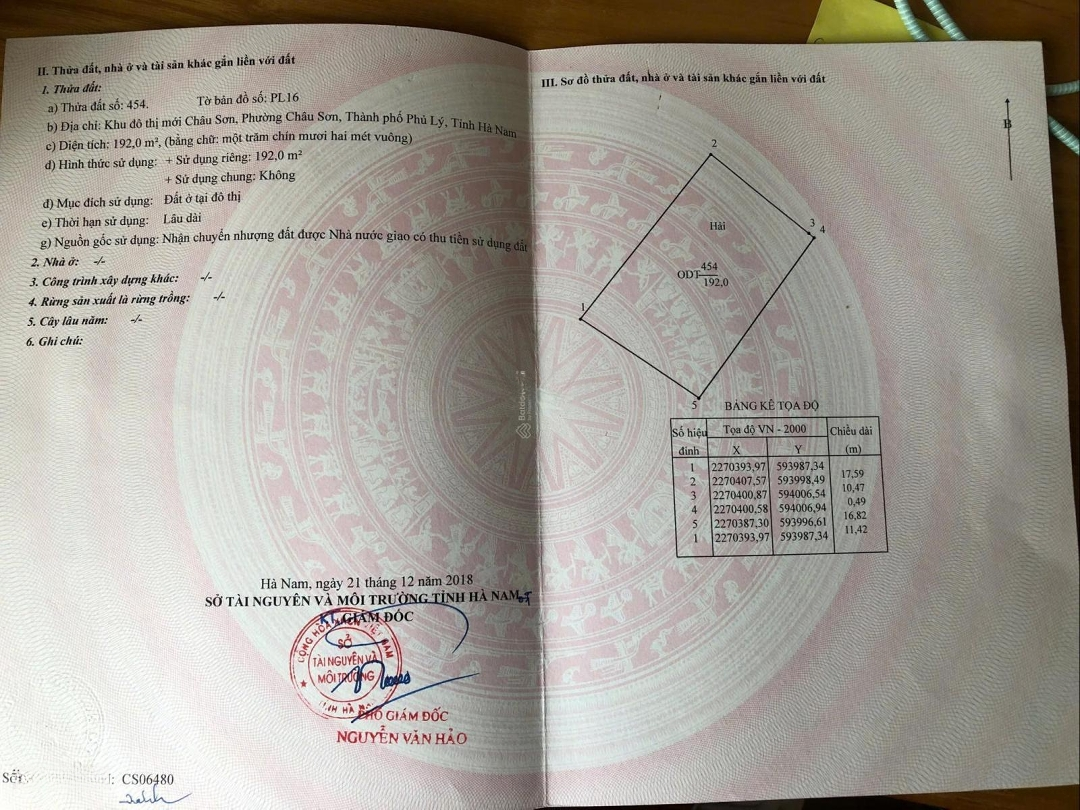 II. Thửa đất, nhà ở và tài sản khác gắn liền với đất
1. Thửa đất:
a) Thửa đất số: 454. Tờ bản đồ số: PL16
b) Địa chỉ: Khu đô thị mới Châu Sơn, Phường Châu Sơn, Thành phố Phủ Lý, Tỉnh Hà Nam
c) Diện tích: 192,0 m², (bằng chữ: một trăm chín mươi hai mét vuông)
d) Hình thức sử dụng: + Sử dụng riêng: 192,0 m²
+ Sử dụng chung: Không
đ) Mục đích sử dụng: Đất ở tại đô thị
e) Thời hạn sử dụng: Lâu dài
g) Nguồn gốc sử dụng: Nhận chuyển nhượng đất được Nhà nước giao có thu tiền sử dụng đất
2. Nhà ở: -/-
3. Công trình xây dựng khác: -/-
4. Rừng sản xuất là rừng trồng: -/-
5. Cây lâu năm: -/-
6. Ghi chú:
Hà Nam, ngày 21 tháng 12 năm 2018
SỞ TÀI NGUYÊN VÀ MÔI TRƯỜNG TỈNH HÀ NAM
KT. GIÁM ĐỐC
CỘNG HÒA VIỆT NAM
SỞ
TÀI NGUYÊN VÀ
MÔI TRƯỜNG
TỈNH HÀ NAM
PHÓ GIÁM ĐỐC
NGUYỄN VĂN HẢO
CS06480
III. Sơ đồ thửa đất, nhà ở và tài sản khác gắn liền với đất
B
2
3
4
Hải
ODT 454
192,0
1
5
BẢNG KÊ TỌA ĐỘ
Số hiệu đỉnh Tọa độ VN - 2000 Chiều dài (m)
X Y
1 2270393,97 593987,34
17,59
2 2270407,57 593998,49
10,47
3 2270400,87 594006,54
0,49
4 2270400,58 594006,94
16,82
5 2270387,30 593996,61
11,42
1 2270393,97 593987,34